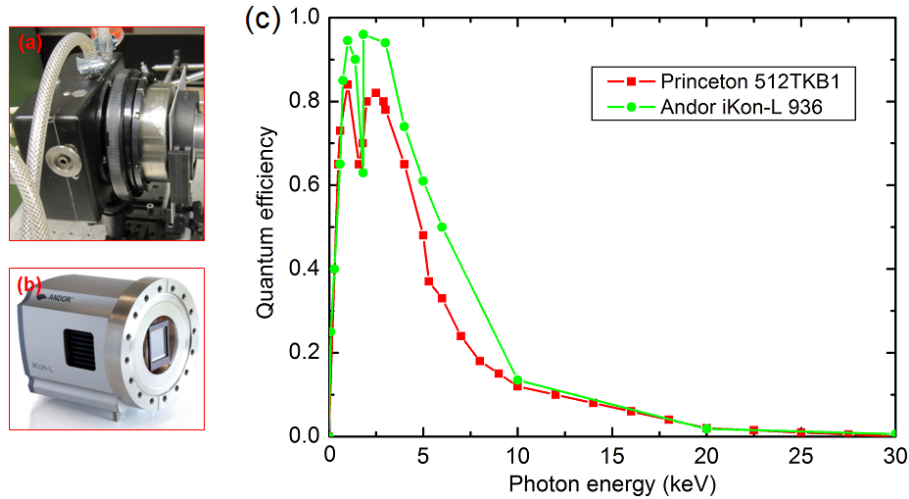 (a)
(b)
ANDOR
iKon-L
(c)
Quantum efficiency
1.0
0.8
0.6
0.4
0.2
0.0
Princeton 512TKB1
Andor iKon-L 936
0 5 10 15 20 25 30
Photon energy (keV)